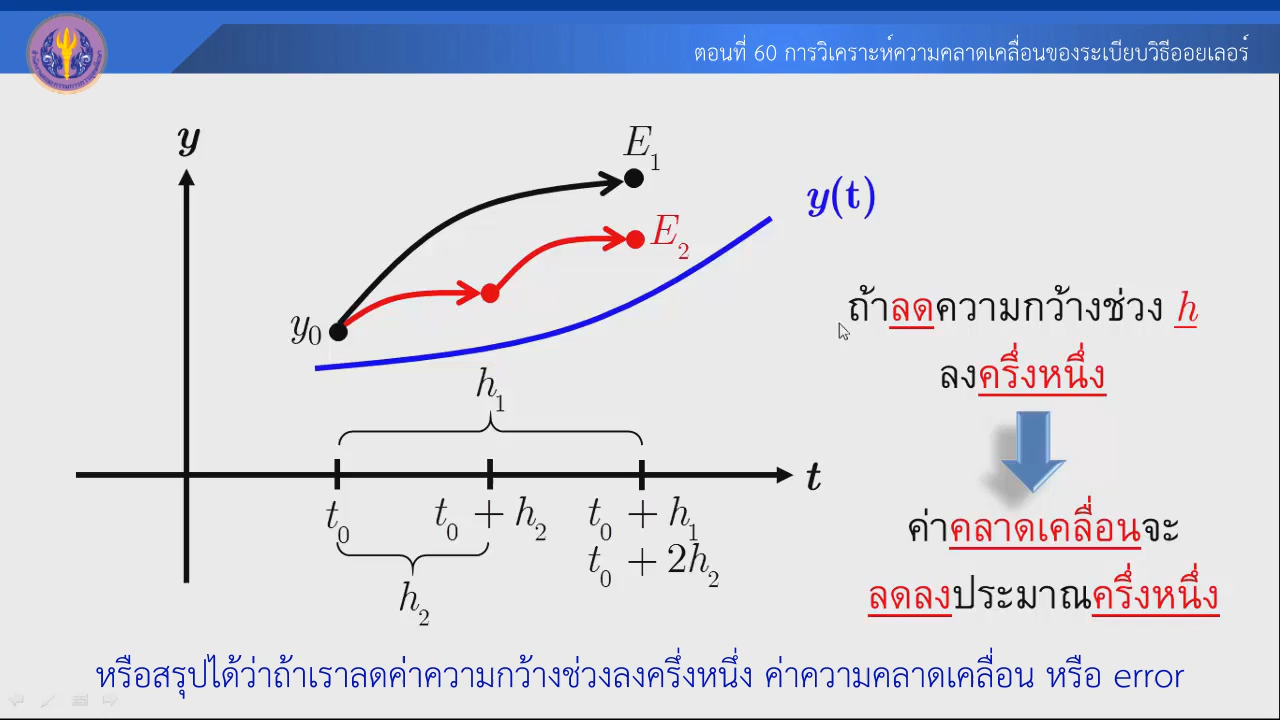 ตอนที่ 60 การวิเคราะห์ความคลาดเคลื่อนของระเบียบวิธีออยเลอร์
y
E₁
y(t)
E₂
ถ้าลดความกว้างช่วง h
y₀
ลงครึ่งหนึ่ง
h₁
t
t₀
t₀ + h₂
t₀ + h₁
ค่าคลาดเคลื่อนจะ
t₀ + 2h₂
h₂
ลดลงประมาณครึ่งหนึ่ง
หรือสรุปได้ว่าถ้าเราลดค่าความกว้างช่วงลงครึ่งหนึ่ง ค่าความคลาดเคลื่อน หรือ error